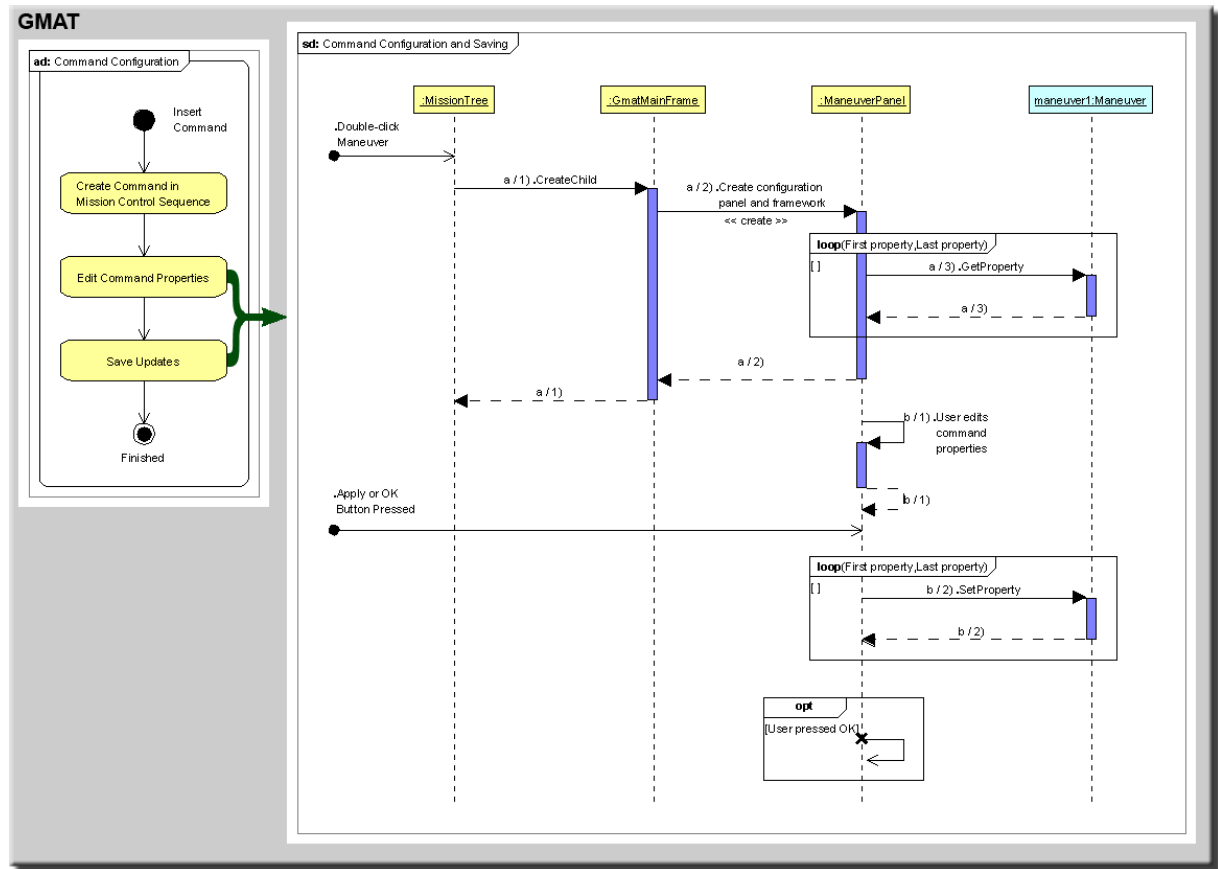 GMAT
ad: Command Configuration
Insert
Command
Create Command in
Mission Control Sequence
Edit Command Properties
Save Updates
Finished
sd: Command Configuration and Saving
:MissionTree
:GmatMainFrame
:ManeuverPanel
maneuver1:Maneuver
.Double-click
Maneuver
a / 1) .CreateChild
a / 2) .Create configuration
panel and framework
<< create >>
loop(First property,Last property)
[ ]
a / 3) .GetProperty
a / 3)
a / 2)
a / 1)
b / 1) .User edits
command
properties
b / 1)
.Apply or OK
Button Pressed
loop(First property,Last property)
[ ]
b / 2) .SetProperty
b / 2)
opt
[User pressed OK]